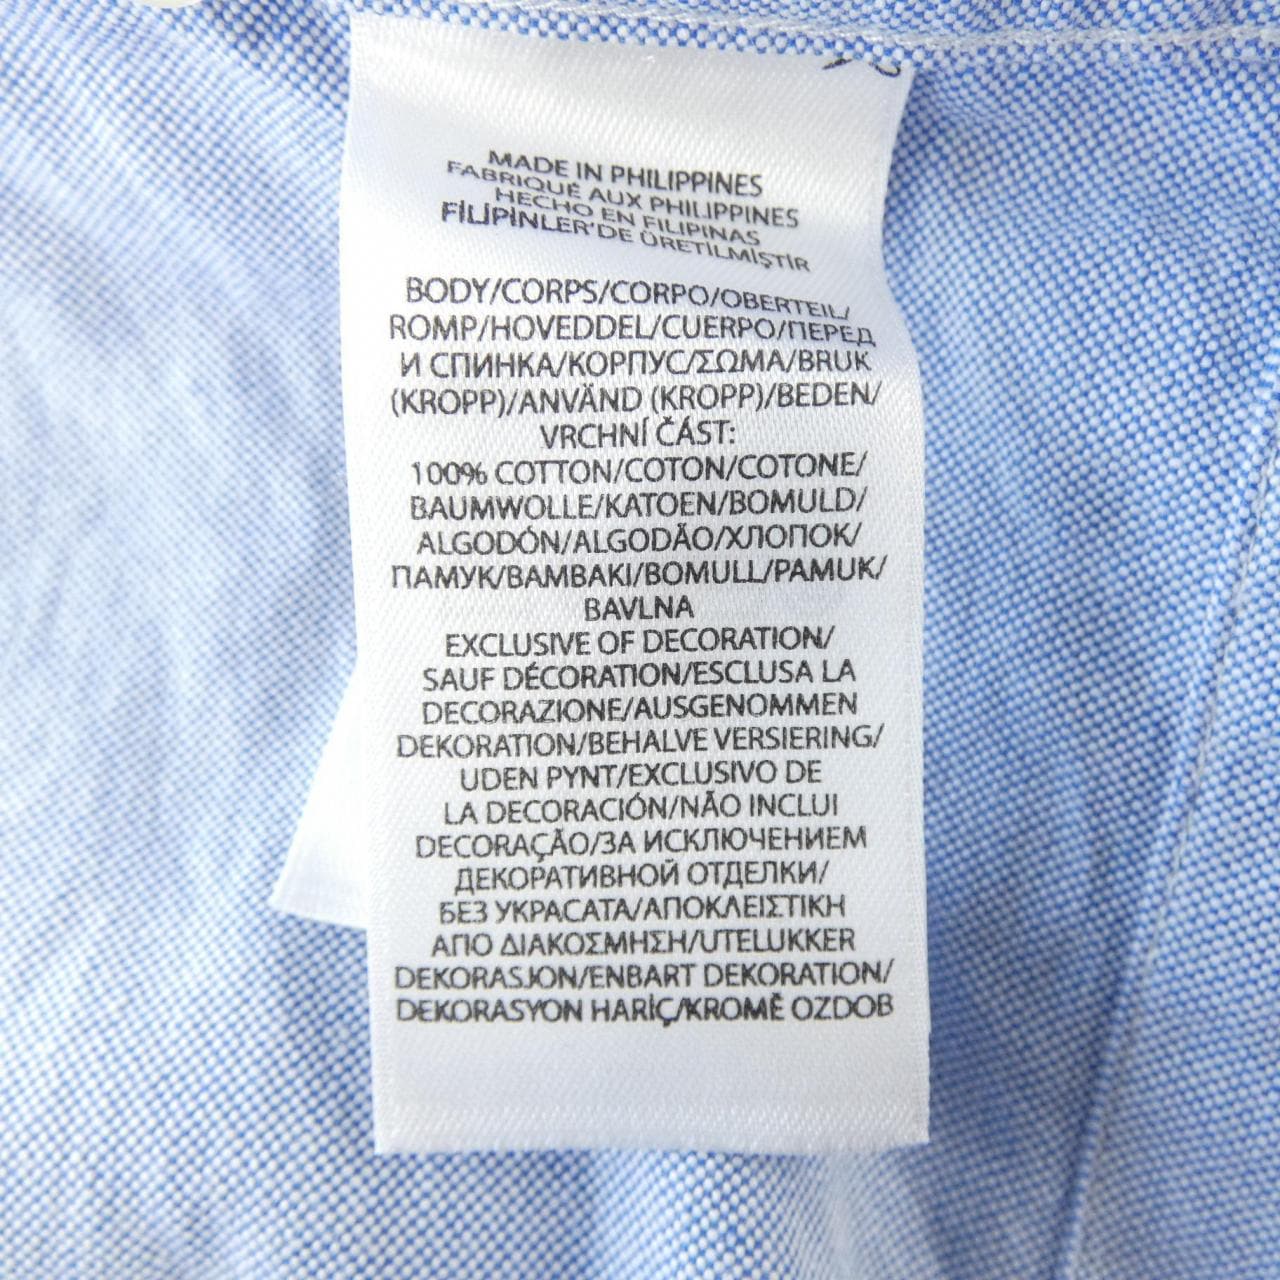 MADE IN PHILIPPINES
FABRIQUÉ AUX PHILIPPINES
HECHO EN FILIPINAS
FİLİPİNLER'DE ÜRETİLMİŞTİR
BODY/CORPS/CORPO/OBERTEIL/
ROMP/HOVEDDEL/CUERPO/ПЕРЕД
И СПИНКА/КОРПУС/ΣΩΜΑ/BRUK
(KROPP)/ANVÄND (KROPP)/BEDEN/
VRCHNÍ ČÁST:
100% COTTON/COTON/COTONE/
BAUMWOLLE/KATOEN/BOMULD/
ALGODÓN/ALGODÃO/ХЛОПОК/
ПАМУК/BAMBAKI/BOMULL/PAMUK/
BAVLNA
EXCLUSIVE OF DECORATION/
SAUF DÉCORATION/ESCLUSA LA
DECORAZIONE/AUSGENOMMEN
DEKORATION/BEHALVE VERSIERING/
UDEN PYNT/EXCLUSIVO DE
LA DECORACIÓN/NÃO INCLUI
DECORAÇÃO/ЗА ИСКЛЮЧЕНИЕМ
ДЕКОРАТИВНОЙ ОТДЕЛКИ/
БЕЗ УКРАСАТА/ΑΠΟΚΛΕΙΣΤΙΚΗ
ΑΠΟ ΔΙΑΚΟΣΜΗΣΗ/UTELUKKER
DEKORASJON/ENBART DEKORATION/
DEKORASYON HARİÇ/KROMĚ OZDOB